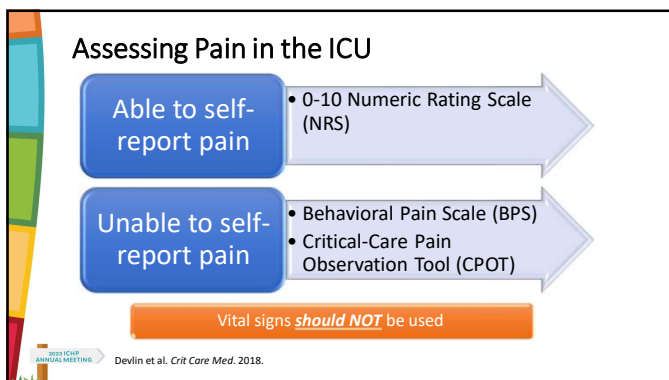 Assessing Pain in the ICU
Able to self-
report pain
• 0-10 Numeric Rating Scale
(NRS)
Unable to self-
report pain
• Behavioral Pain Scale (BPS)
• Critical-Care Pain
Observation Tool (CPOT)
Vital signs should NOT be used
2023 ICHP
ANNUAL MEETING
Devlin et al. Crit Care Med. 2018.